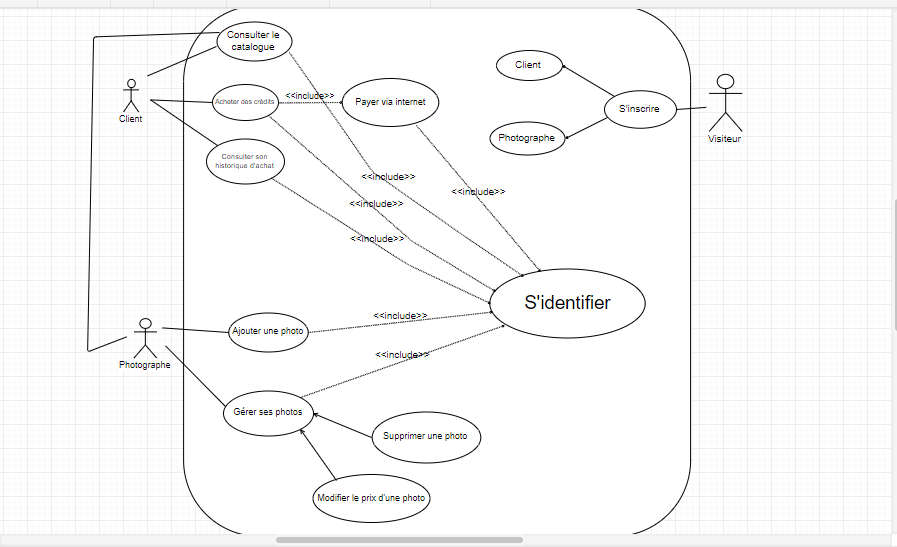 Consulter le
catalogue
Client
S'inscrire
Acheter des crédits
<<include>>
Payer via internet
Client
Photographe
Visiteur
Consulter son
historique d'achat
<<include>>
<<include>>
<<include>>
<<include>>
S'identifier
<<include>>
Ajouter une photo
Photographe
<<include>>
Gérer ses photos
Supprimer une photo
Modifier le prix d'une photo